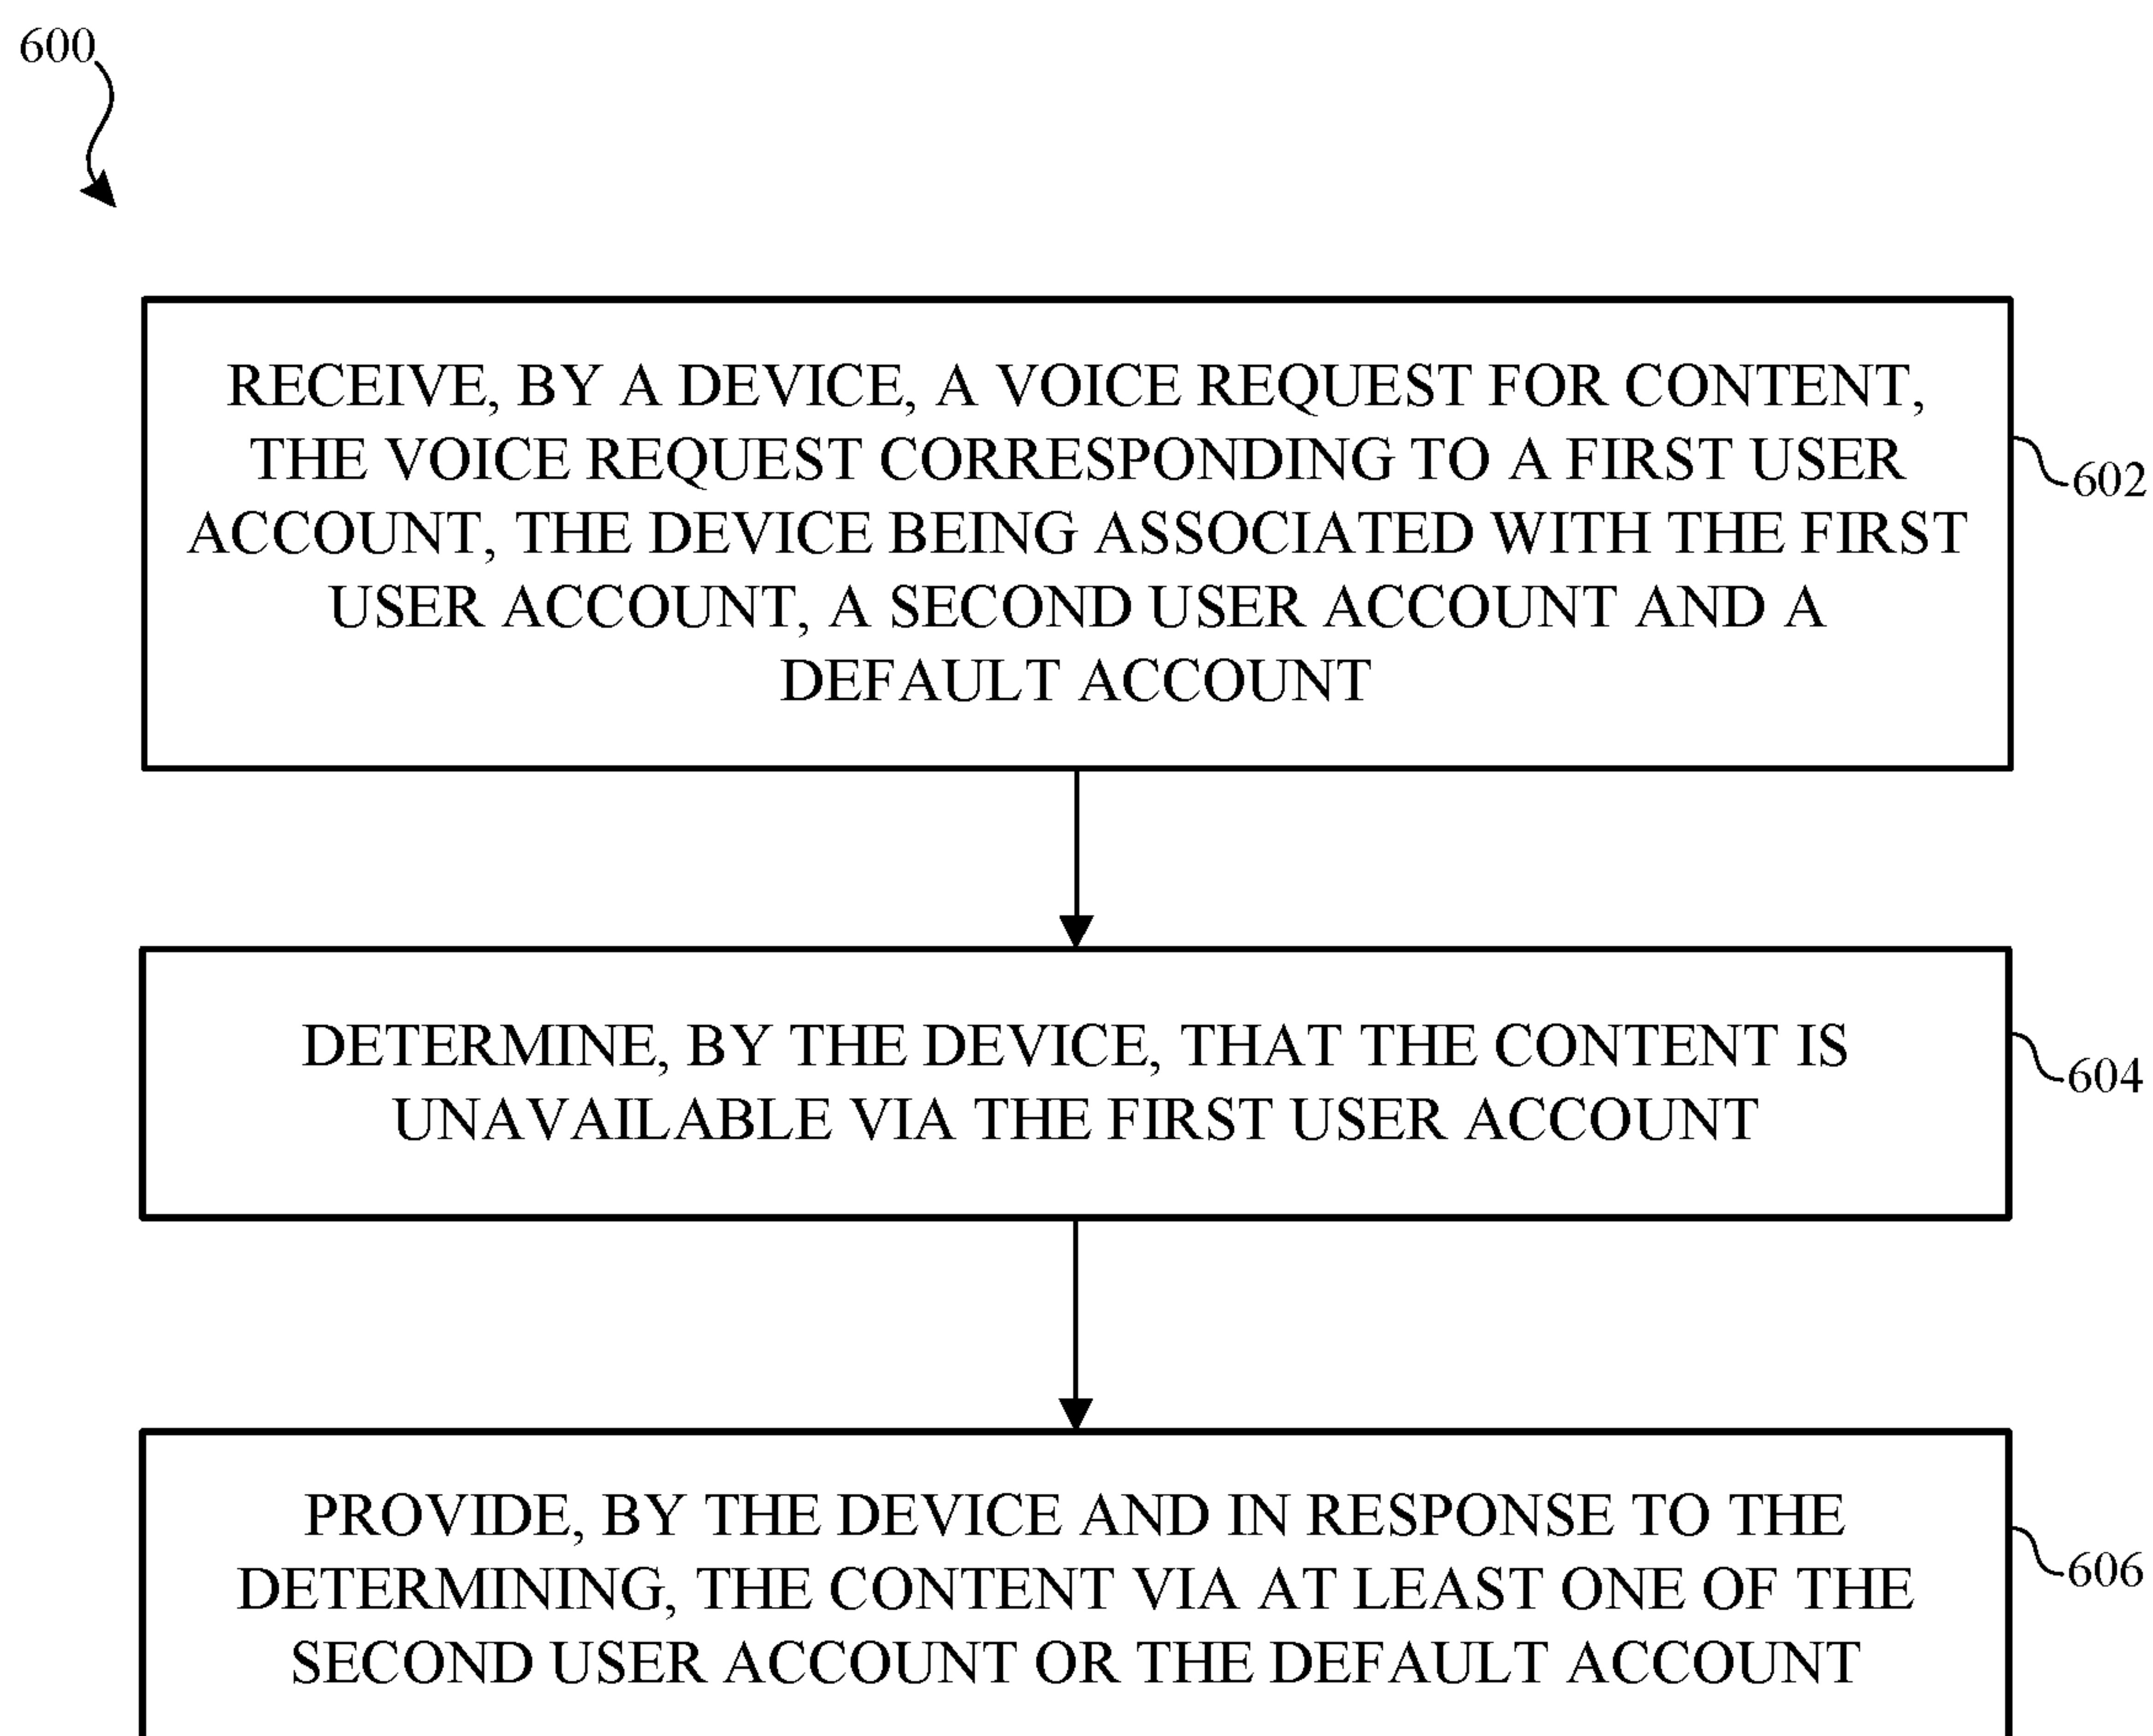 600
RECEIVE, BY A DEVICE, A VOICE REQUEST FOR CONTENT,
THE VOICE REQUEST CORRESPONDING TO A FIRST USER
ACCOUNT, THE DEVICE BEING ASSOCIATED WITH THE FIRST
USER ACCOUNT, A SECOND USER ACCOUNT AND A
DEFAULT ACCOUNT
602
DETERMINE, BY THE DEVICE, THAT THE CONTENT IS
UNAVAILABLE VIA THE FIRST USER ACCOUNT
604
PROVIDE, BY THE DEVICE AND IN RESPONSE TO THE
DETERMINING, THE CONTENT VIA AT LEAST ONE OF THE
SECOND USER ACCOUNT OR THE DEFAULT ACCOUNT
606